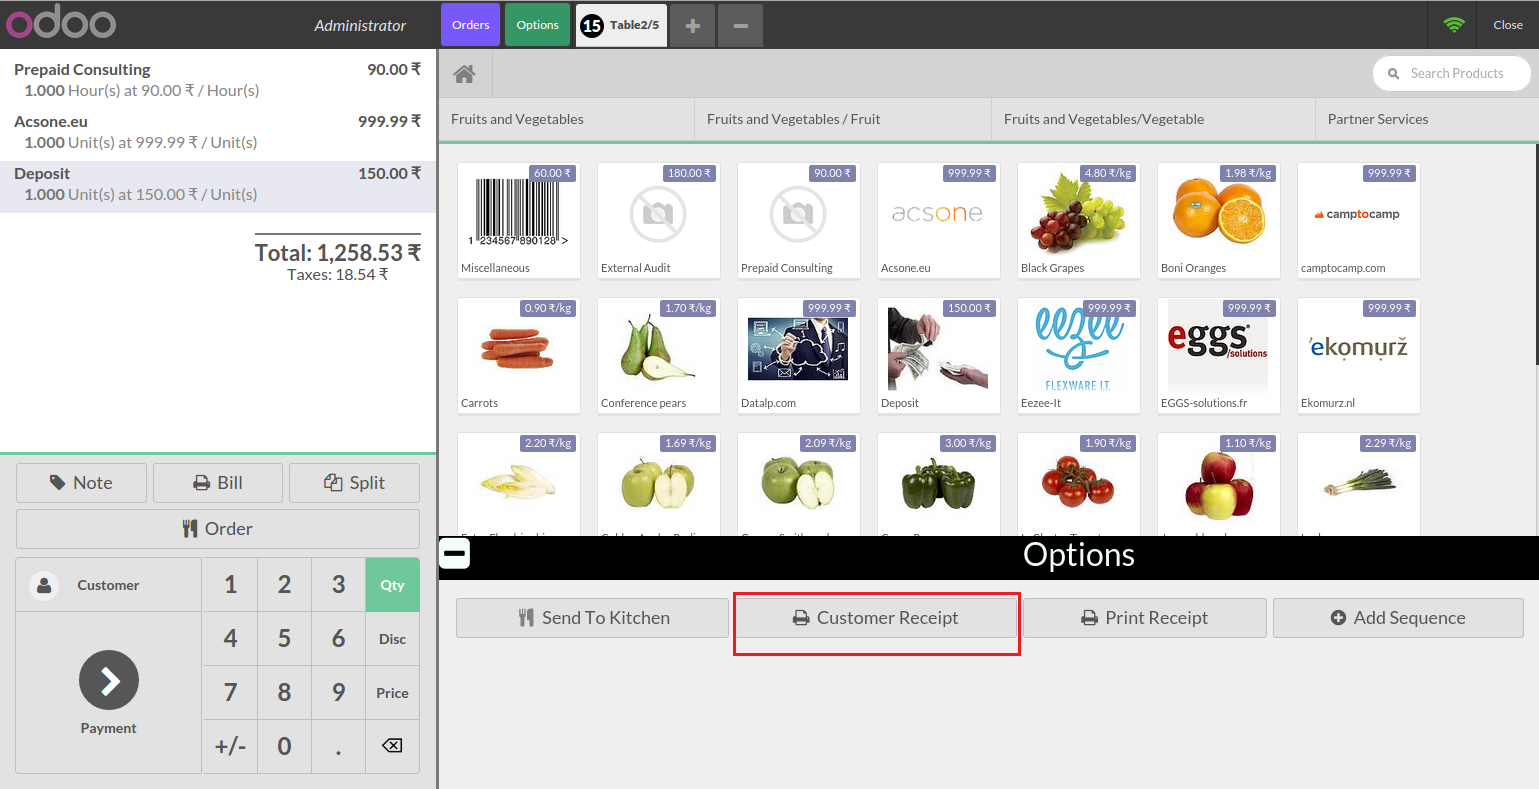 odoo
Administrator
Orders
Options
15 Table2/5
Close
Prepaid Consulting 90.00 ₹
1.000 Hour(s) at 90.00 ₹ / Hour(s)
Acsone.eu 999.99 ₹
1.000 Unit(s) at 999.99 ₹ / Unit(s)
Deposit 150.00 ₹
1.000 Unit(s) at 150.00 ₹ / Unit(s)
Total: 1,258.53 ₹
Taxes: 18.54 ₹
Note
Bill
Split
Order
Customer
1 2 3 Qty
4 5 6 Disc
7 8 9 Price
+/- 0 .
Payment
Search Products
Fruits and Vegetables
Fruits and Vegetables / Fruit
Fruits and Vegetables/Vegetable
Partner Services
60.00 ₹
1 234567 890128 >
Miscellaneous
180.00 ₹
External Audit
90.00 ₹
Prepaid Consulting
999.99 ₹
acsone
Acsone.eu
4.80 ₹/kg
Black Grapes
1.98 ₹/kg
Boni Oranges
999.99 ₹
camptocamp
camptocamp.com
0.90 ₹/kg
Carrots
1.70 ₹/kg
Conference pears
999.99 ₹
Datalp.com
150.00 ₹
Deposit
999.99 ₹
eezee
FLEXWARE I.T.
Eezee-It
999.99 ₹
eggs
/solutions
EGGS-solutions.fr
999.99 ₹
'ekomurž
Ekomurz.nl
2.20 ₹/kg
1.69 ₹/kg
2.09 ₹/kg
3.00 ₹/kg
1.90 ₹/kg
1.10 ₹/kg
2.29 ₹/kg
Options
Send To Kitchen
Customer Receipt
Print Receipt
Add Sequence